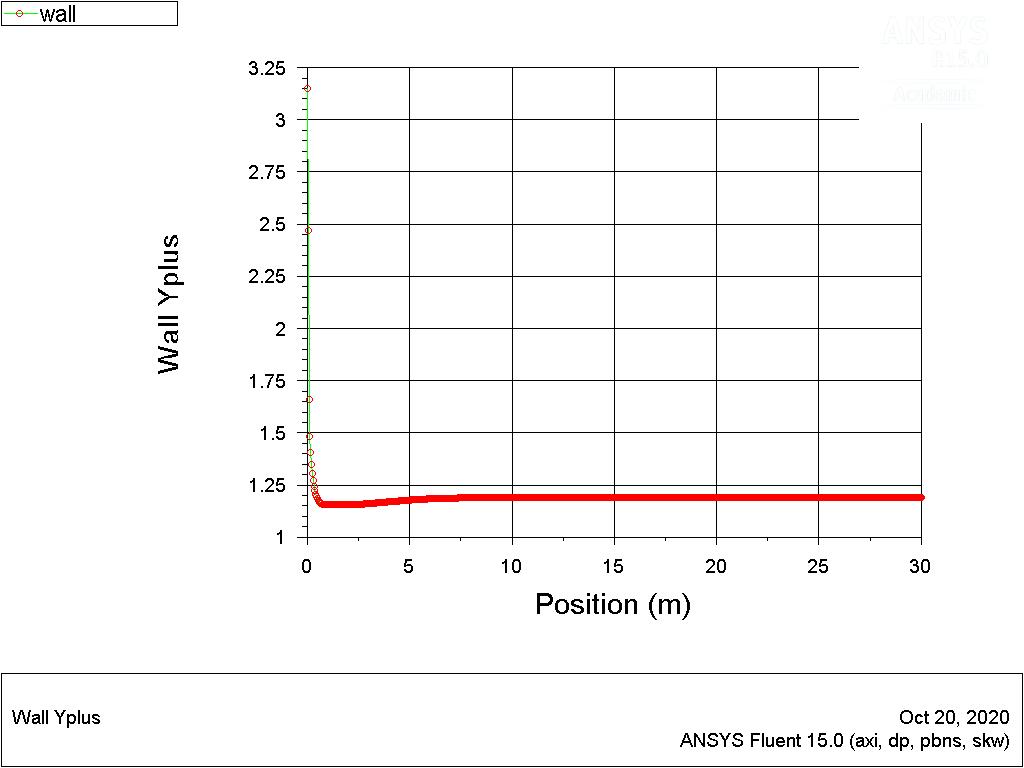 wall
ANSYS
R15.0
Academic
3.25
3
2.75
2.5
2.25
2
1.75
1.5
1.25
1
Wall Yplus
0 5 10 15 20 25 30
Position (m)
Wall Yplus
Oct 20, 2020
ANSYS Fluent 15.0 (axi, dp, pbns, skw)